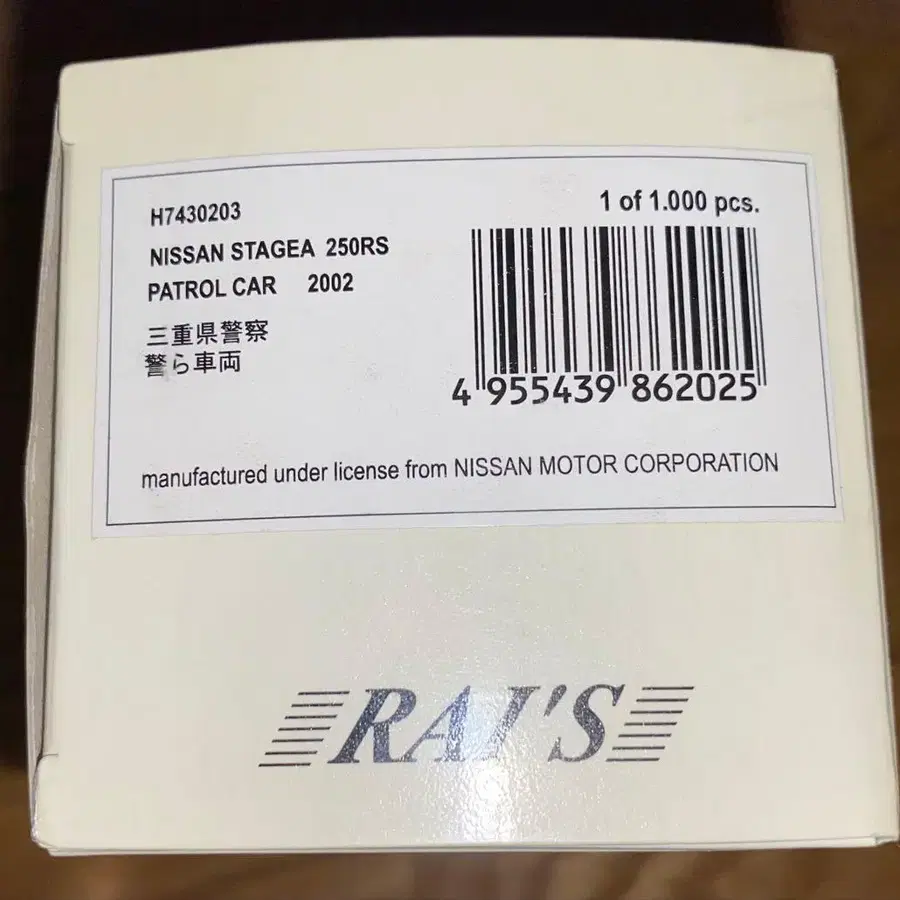 H7430203
1 of 1.000 pcs.
NISSAN STAGEA 250RS
PATROL CAR 2002
三重県警察
警ら車両
4 955439 862025
manufactured under license from NISSAN MOTOR CORPORATION
RAI'S